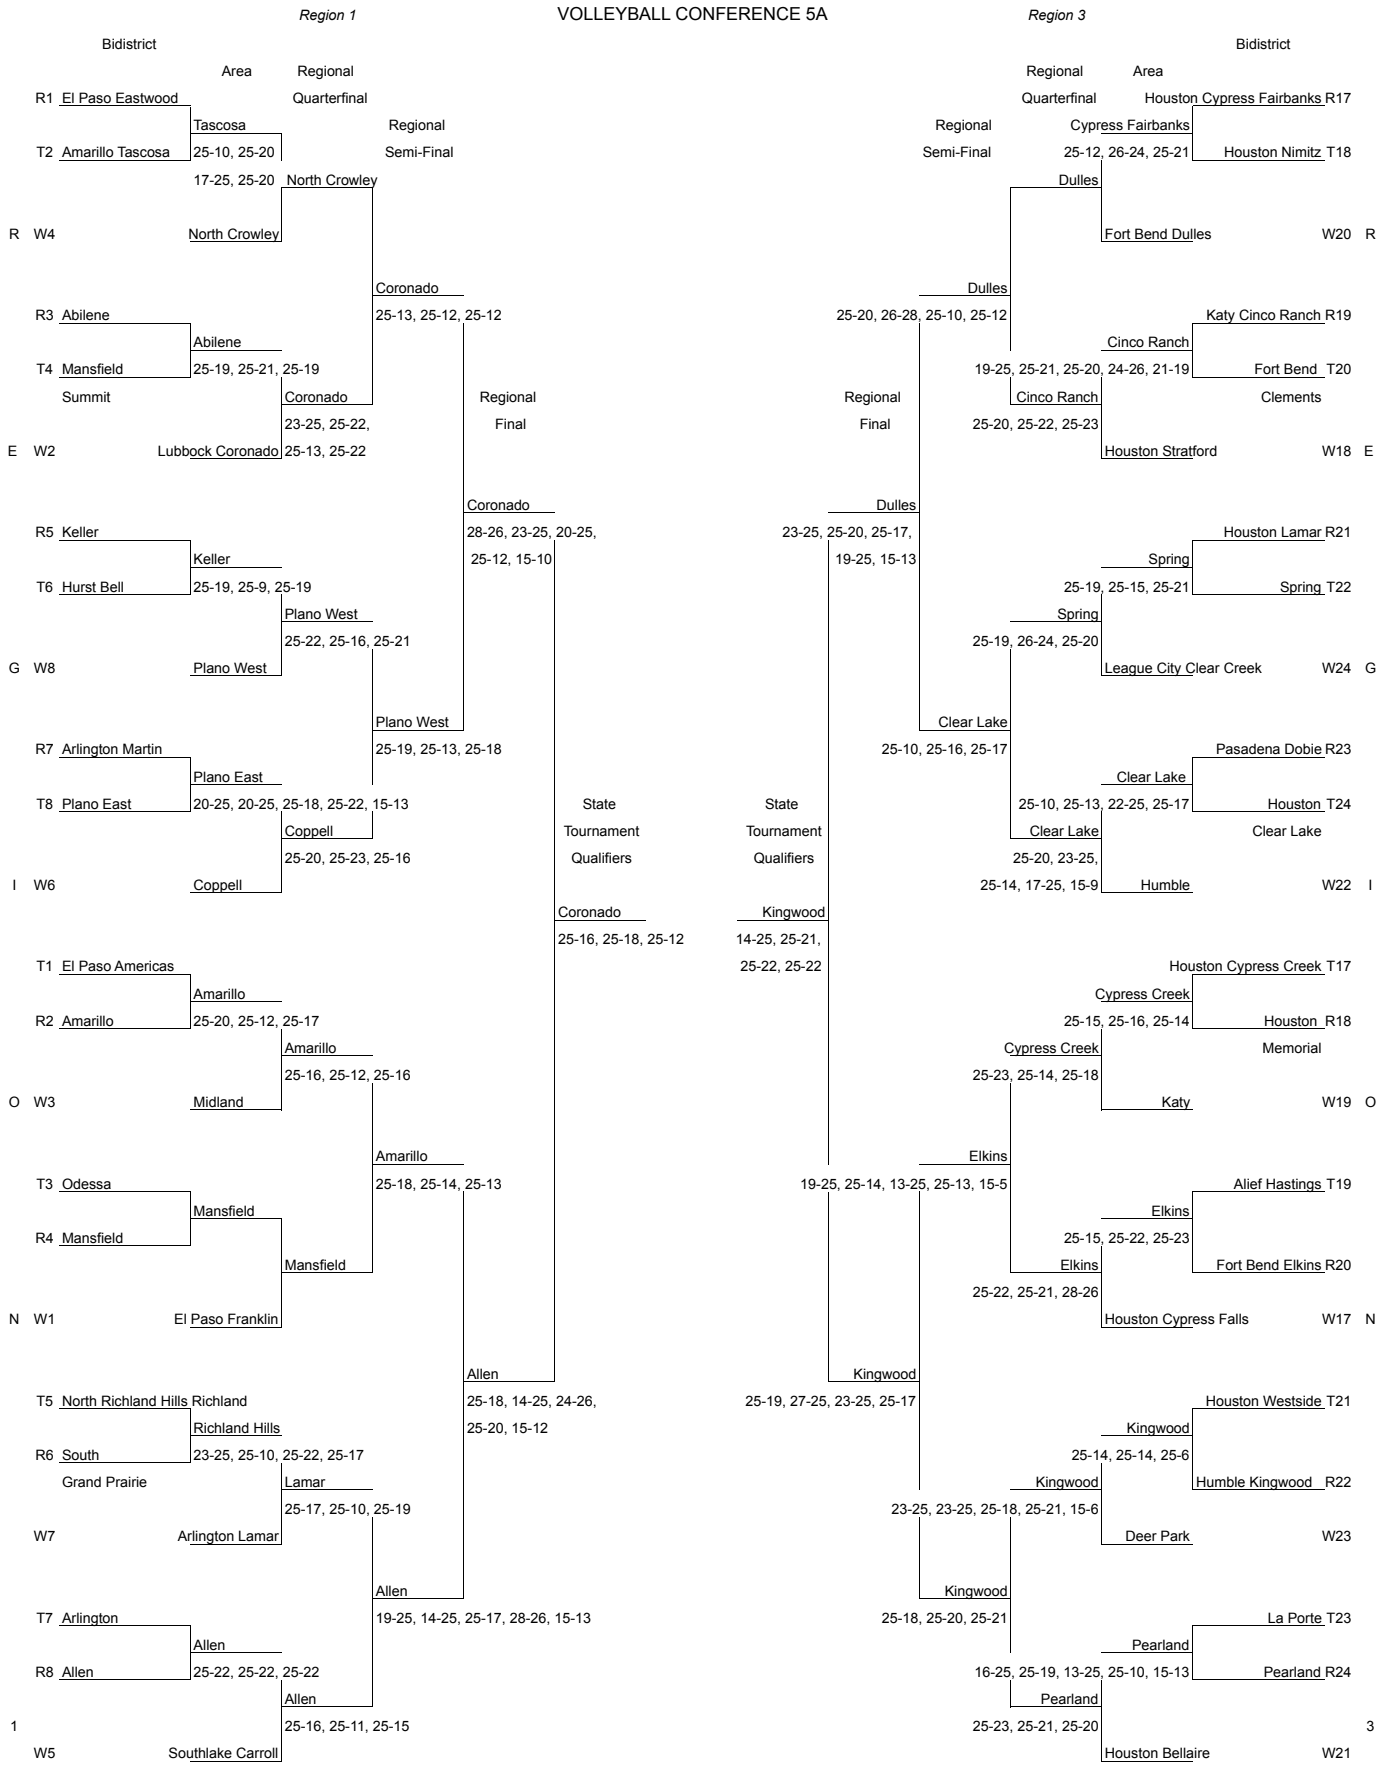 Region 1 VOLLEYBALL CONFERENCE 5A Region 3
Bidistrict Bidistrict
Area Regional Regional Area
R1 El Paso Eastwood Quarterfinal Quarterfinal Houston Cypress Fairbanks R17
Tascosa Regional Regional Cypress Fairbanks
T2 Amarillo Tascosa 25-10, 25-20 Semi-Final Semi-Final 25-12, 26-24, 25-21 Houston Nimitz T18
17-25, 25-20 North Crowley Dulles
R W4 North Crowley Fort Bend Dulles W20 R
Coronado Dulles
R3 Abilene 25-13, 25-12, 25-12 25-20, 26-28, 25-10, 25-12 Katy Cinco Ranch R19
Abilene Cinco Ranch
T4 Mansfield 25-19, 25-21, 25-19 19-25, 25-21, 25-20, 24-26, 21-19 Fort Bend T20
Summit Coronado Regional Regional Cinco Ranch Clements
23-25, 25-22, Final Final 25-20, 25-22, 25-23
E W2 Lubbock Coronado 25-13, 25-22 Houston Stratford W18 E
Coronado Dulles
R5 Keller 28-26, 23-25, 20-25, 23-25, 25-20, 25-17, Houston Lamar R21
Keller 25-12, 15-10 19-25, 15-13 Spring
T6 Hurst Bell 25-19, 25-9, 25-19 25-19, 25-15, 25-21 Spring T22
Plano West Spring
25-22, 25-16, 25-21 25-19, 26-24, 25-20
G W8 Plano West League City Clear Creek W24 G
Plano West Clear Lake
R7 Arlington Martin 25-19, 25-13, 25-18 25-10, 25-16, 25-17 Pasadena Dobie R23
Plano East Clear Lake
T8 Plano East 20-25, 20-25, 25-18, 25-22, 15-13 State State 25-10, 25-13, 22-25, 25-17 Houston T24
Coppell Tournament Tournament Clear Lake Clear Lake
25-20, 25-23, 25-16 Qualifiers Qualifiers 25-20, 23-25,
I W6 Coppell 25-14, 17-25, 15-9 Humble W22 I
Coronado Kingwood
25-16, 25-18, 25-12 14-25, 25-21,
T1 El Paso Americas 25-22, 25-22 Houston Cypress Creek T17
Amarillo Cypress Creek
R2 Amarillo 25-20, 25-12, 25-17 25-15, 25-16, 25-14 Houston R18
Amarillo Cypress Creek Memorial
25-16, 25-12, 25-16 25-23, 25-14, 25-18
O W3 Midland Katy W19 O
Amarillo Elkins
T3 Odessa 25-18, 25-14, 25-13 19-25, 25-14, 13-25, 25-13, 15-5 Alief Hastings T19
Mansfield Elkins
R4 Mansfield 25-15, 25-22, 25-23
Mansfield Elkins Fort Bend Elkins R20
25-22, 25-21, 28-26
N W1 El Paso Franklin Houston Cypress Falls W17 N
Allen Kingwood
T5 North Richland Hills Richland 25-18, 14-25, 24-26, 25-19, 27-25, 23-25, 25-17 Houston Westside T21
Richland Hills 25-20, 15-12 Kingwood
R6 South 23-25, 25-10, 25-22, 25-17 25-14, 25-14, 25-6
Grand Prairie Lamar Kingwood Humble Kingwood R22
25-17, 25-10, 25-19 23-25, 23-25, 25-18, 25-21, 15-6
W7 Arlington Lamar Deer Park W23
Allen Kingwood
T7 Arlington 19-25, 14-25, 25-17, 28-26, 15-13 25-18, 25-20, 25-21 La Porte T23
Allen Pearland
R8 Allen 25-22, 25-22, 25-22 16-25, 25-19, 13-25, 25-10, 15-13 Pearland R24
Allen Pearland
1 25-16, 25-11, 25-15 25-23, 25-21, 25-20 3
W5 Southlake Carroll Houston Bellaire W21